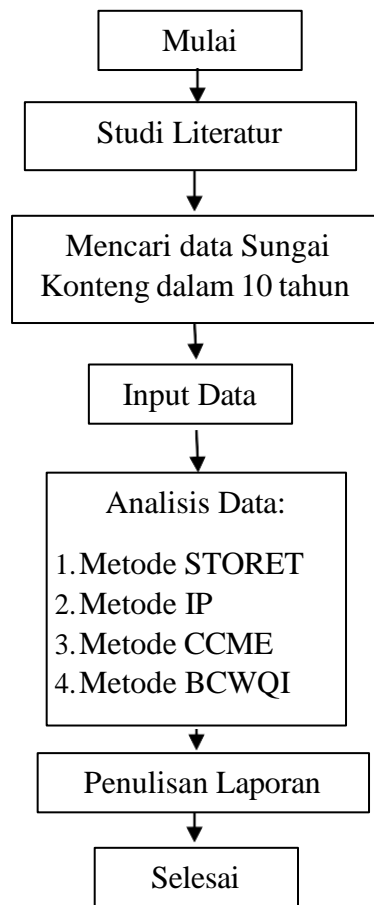 Mulai
Studi Literatur
Mencari data Sungai
Konteng dalam 10 tahun
Input Data
Analisis Data:
1. Metode STORET
2. Metode IP
3. Metode CCME
4. Metode BCWQI
Penulisan Laporan
Selesai